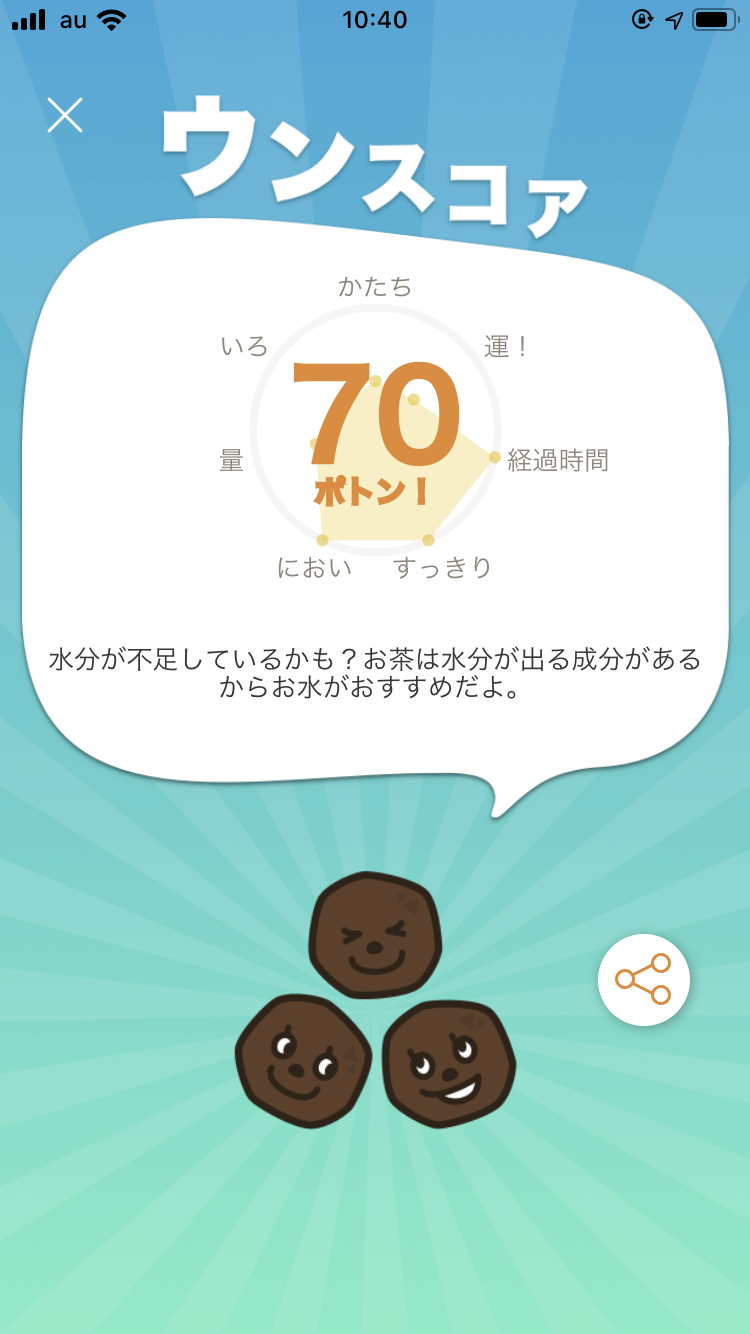 au 10:40
ウンスコア
かたち
いろ
運！
70
ポトン！
量
経過時間
におい
すっきり
水分が不足しているかも？お茶は水分が出る成分がある
からお水がおすすめだよ。